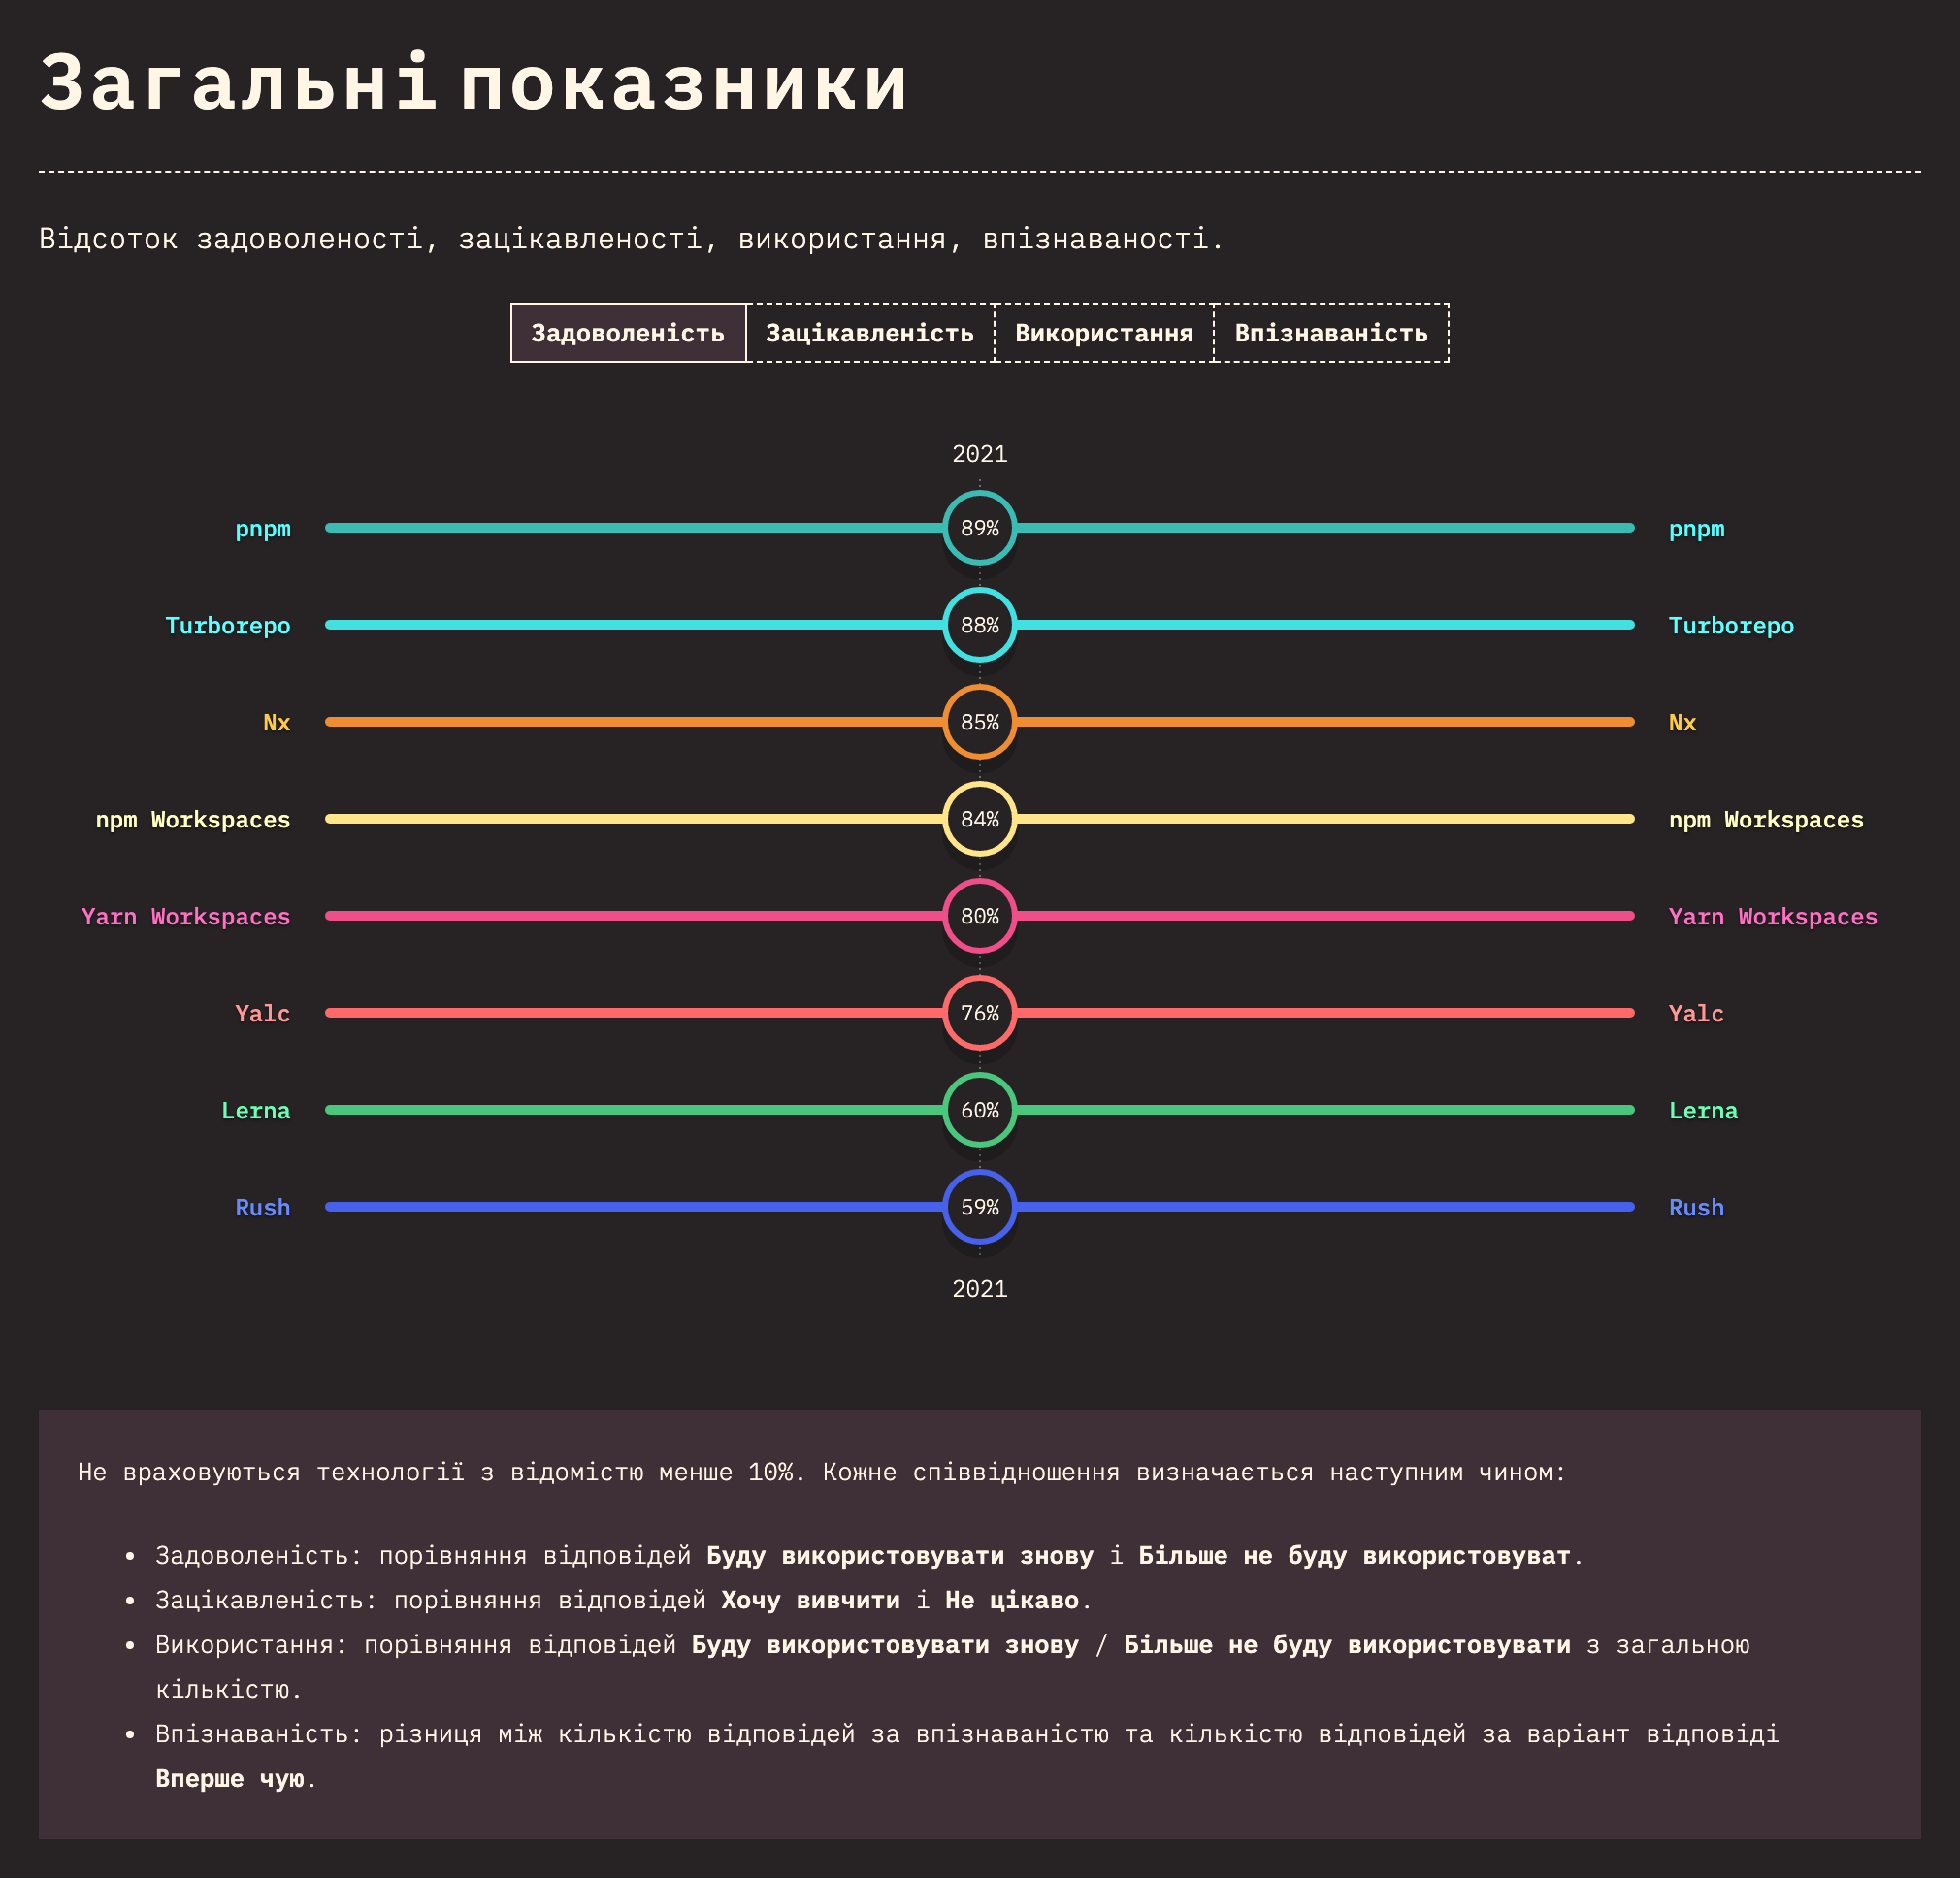 Загальні показники
Відсоток задоволеності, зацікавленості, використання, впізнаваності.
Задоволеність Зацікавленість Використання Впізнаваність
2021
pnpm 89% pnpm
Turborepo 88% Turborepo
Nx 85% Nx
npm Workspaces 84% npm Workspaces
Yarn Workspaces 80% Yarn Workspaces
Yalc 76% Yalc
Lerna 60% Lerna
Rush 59% Rush
2021
Не враховуються технології з відомістю менше 10%. Кожне співвідношення визначається наступним чином:
• Задоволеність: порівняння відповідей Буду використовувати знову і Більше не буду використовуват.
• Зацікавленість: порівняння відповідей Хочу вивчити і Не цікаво.
• Використання: порівняння відповідей Буду використовувати знову / Більше не буду використовувати з загальною
кількістю.
• Впізнаваність: різниця між кількістю відповідей за впізнаваністю та кількістю відповідей за варіант відповіді
Вперше чую.